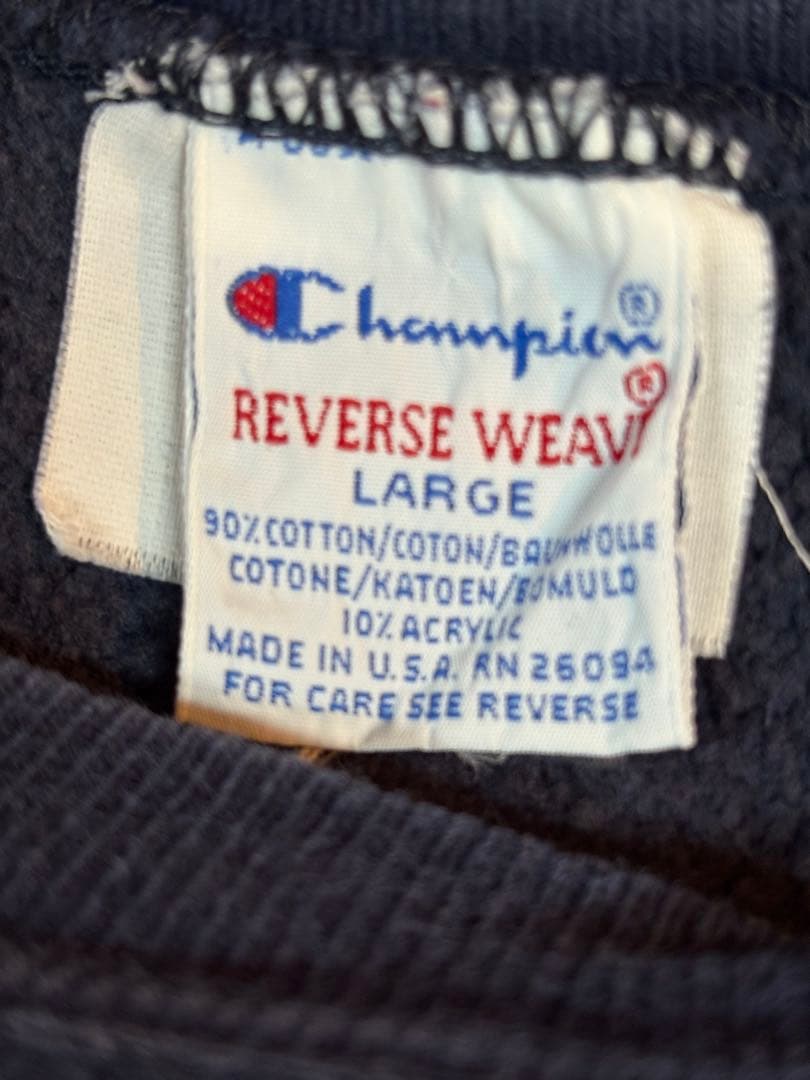 Champion®
REVERSE WEAVE®
LARGE
90% COTTON/COTON/BAUMWOLLE
COTONE/KATOEN/BOMULD
10% ACRYLIC
MADE IN U.S.A. RN 26094
FOR CARE SEE REVERSE